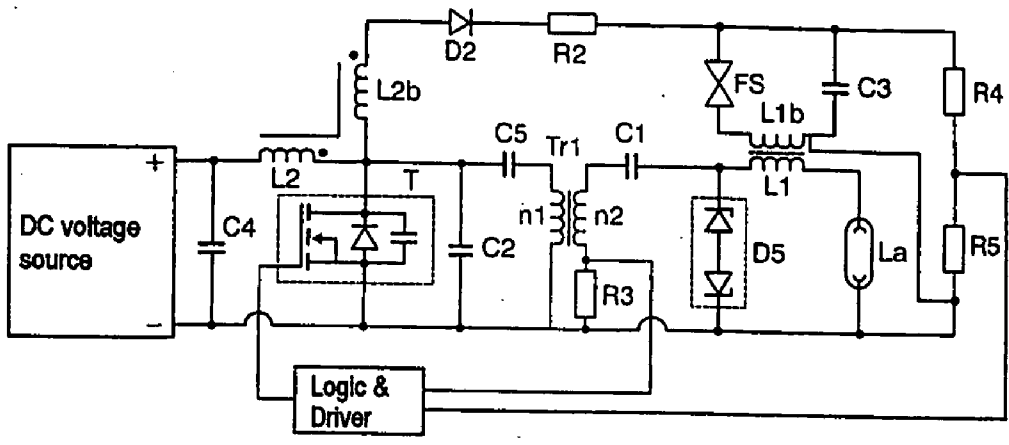 D2
R2
L2b
FS
C3
R4
L1b
C5
Tr1
C1
+
L2
T
L1
DC voltage
source
C4
n1
n2
C2
D5
La
R5
R3
−
Logic &
Driver